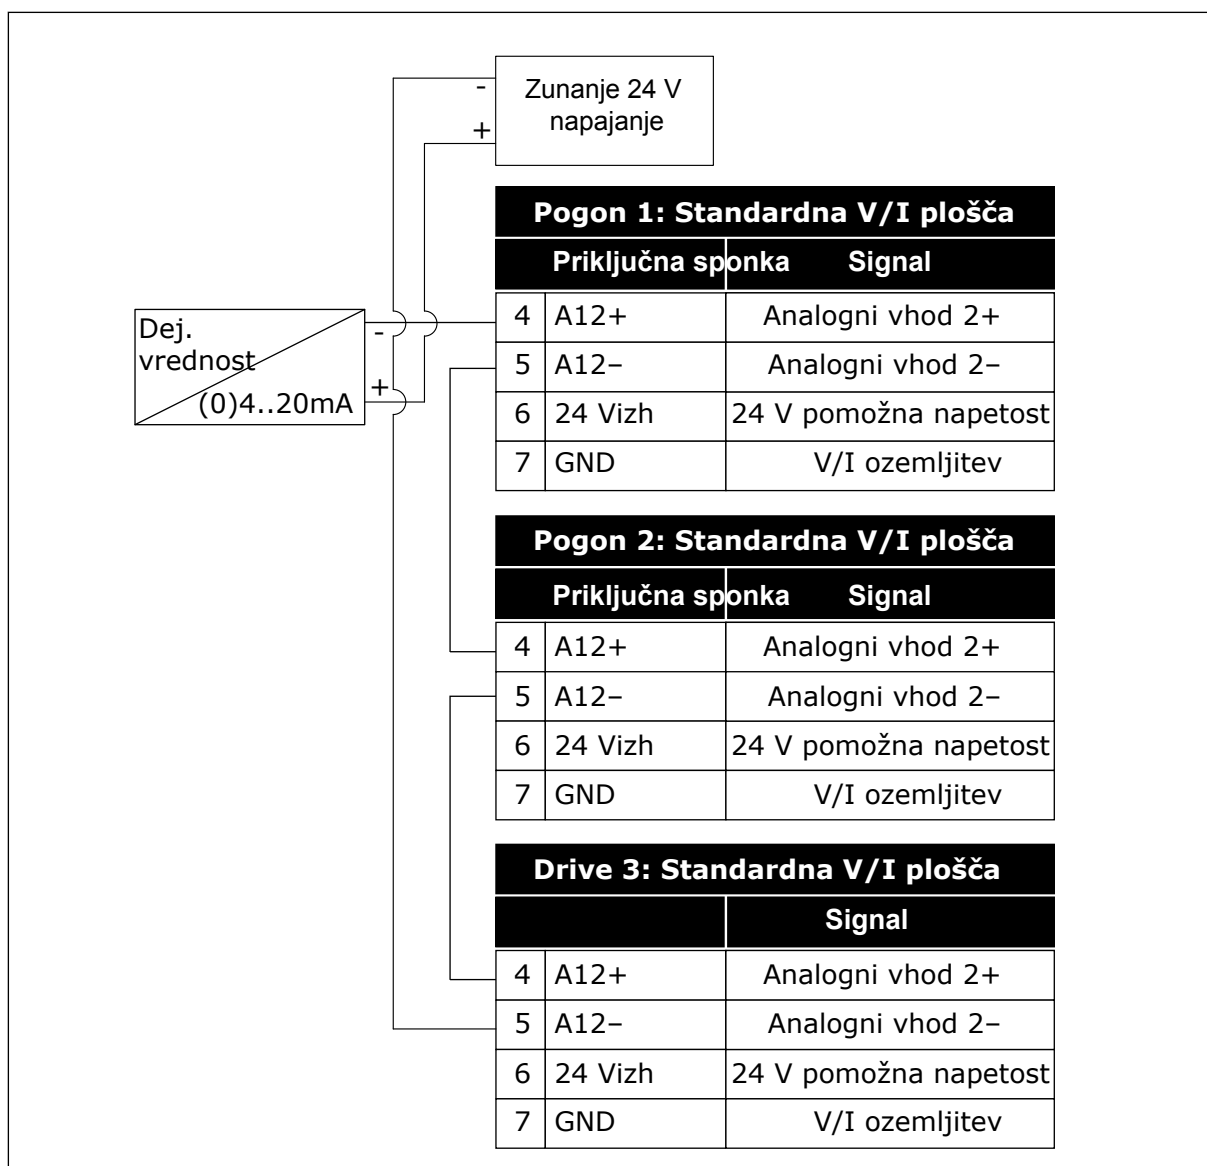 -
+
Zunanje 24 V
napajanje
Pogon 1: Standardna V/I plošča
Priključna sponka Signal
4 A12+ Analogni vhod 2+
5 A12– Analogni vhod 2–
6 24 Vizh 24 V pomožna napetost
7 GND V/I ozemljitev
Dej.
vrednost
(0)4..20mA
-
+
Pogon 2: Standardna V/I plošča
Priključna sponka Signal
4 A12+ Analogni vhod 2+
5 A12– Analogni vhod 2–
6 24 Vizh 24 V pomožna napetost
7 GND V/I ozemljitev
Drive 3: Standardna V/I plošča
Signal
4 A12+ Analogni vhod 2+
5 A12– Analogni vhod 2–
6 24 Vizh 24 V pomožna napetost
7 GND V/I ozemljitev